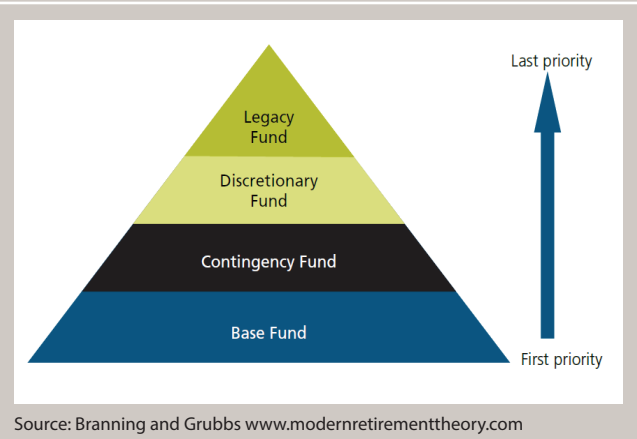 Last priority
Legacy
Fund
Discretionary
Fund
Contingency Fund
Base Fund
First priority
Source: Branning and Grubbs www.modernretirementtheory.com